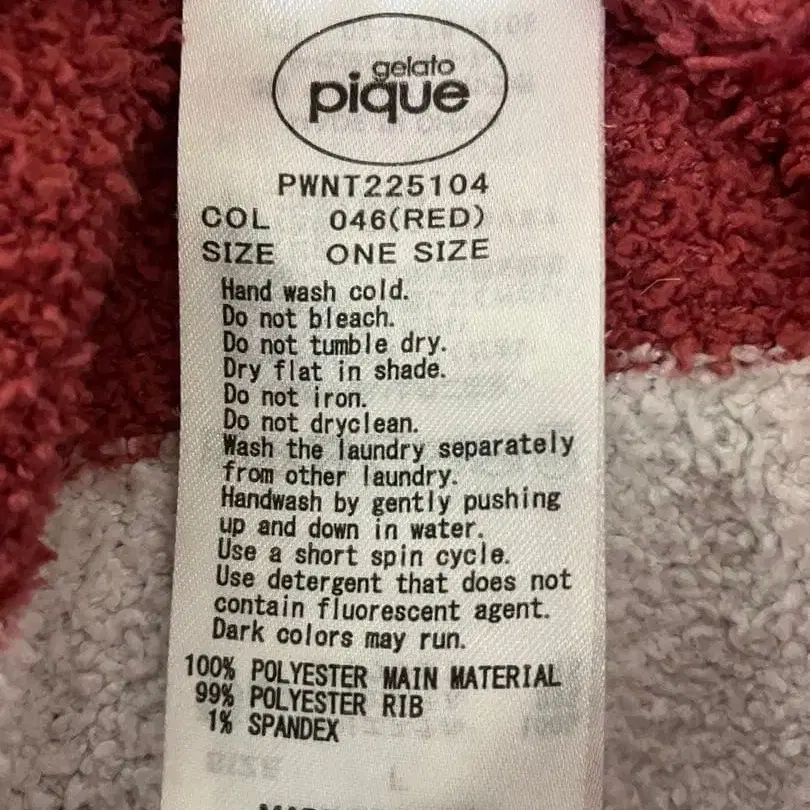 gelato
pique
PWNT225104
COL 046(RED)
SIZE ONE SIZE
Hand wash cold.
Do not bleach.
Do not tumble dry.
Dry flat in shade.
Do not iron.
Do not dryclean.
Wash the laundry separately
from other laundry.
Handwash by gently pushing
up and down in water.
Use a short spin cycle.
Use detergent that does not
contain fluorescent agent.
Dark colors may run.
100% POLYESTER MAIN MATERIAL
99% POLYESTER RIB
1% SPANDEX